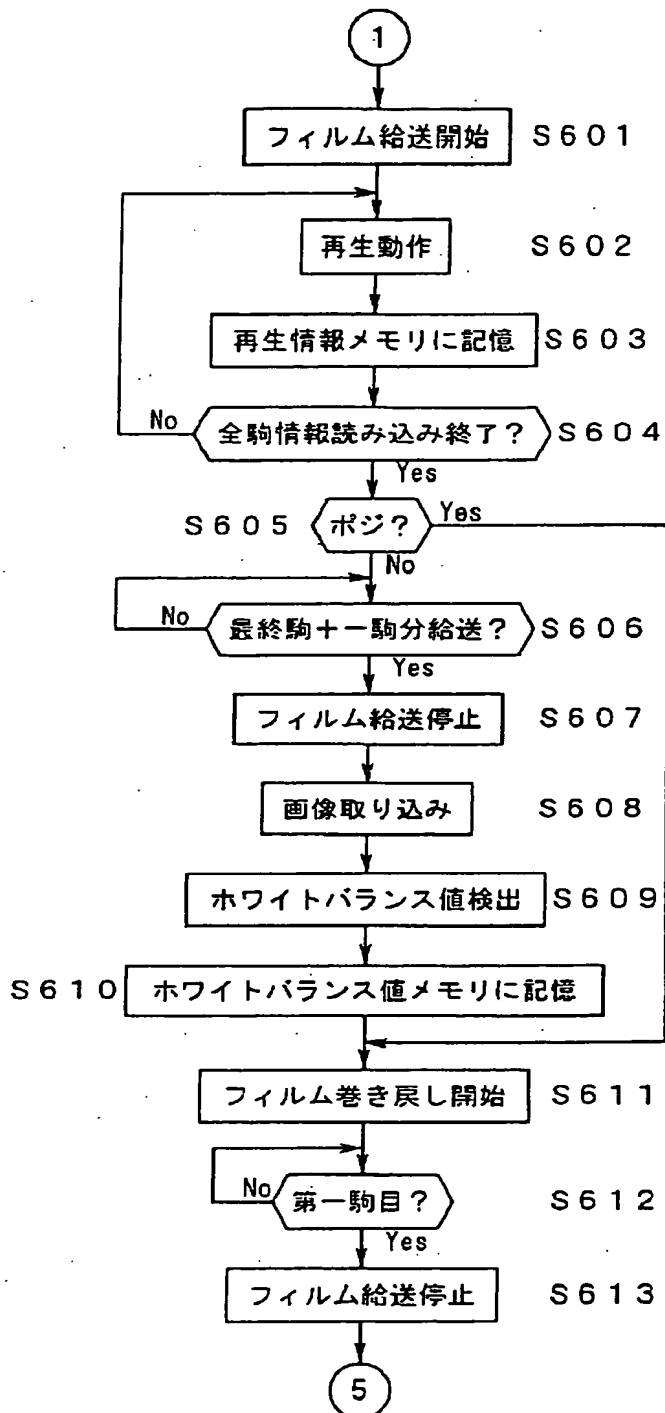 1
フィルム給送開始 S601
再生動作 S602
再生情報メモリに記憶 S603
No 全駒情報読み込み終了? S604
Yes
S605 ポジ? Yes
No
No 最終駒+一駒分給送? S606
Yes
フィルム給送停止 S607
画像取り込み S608
ホワイトバランス値検出 S609
S610 ホワイトバランス値メモリに記憶
フィルム巻き戻し開始 S611
No 第一駒目? S612
Yes
フィルム給送停止 S613
5